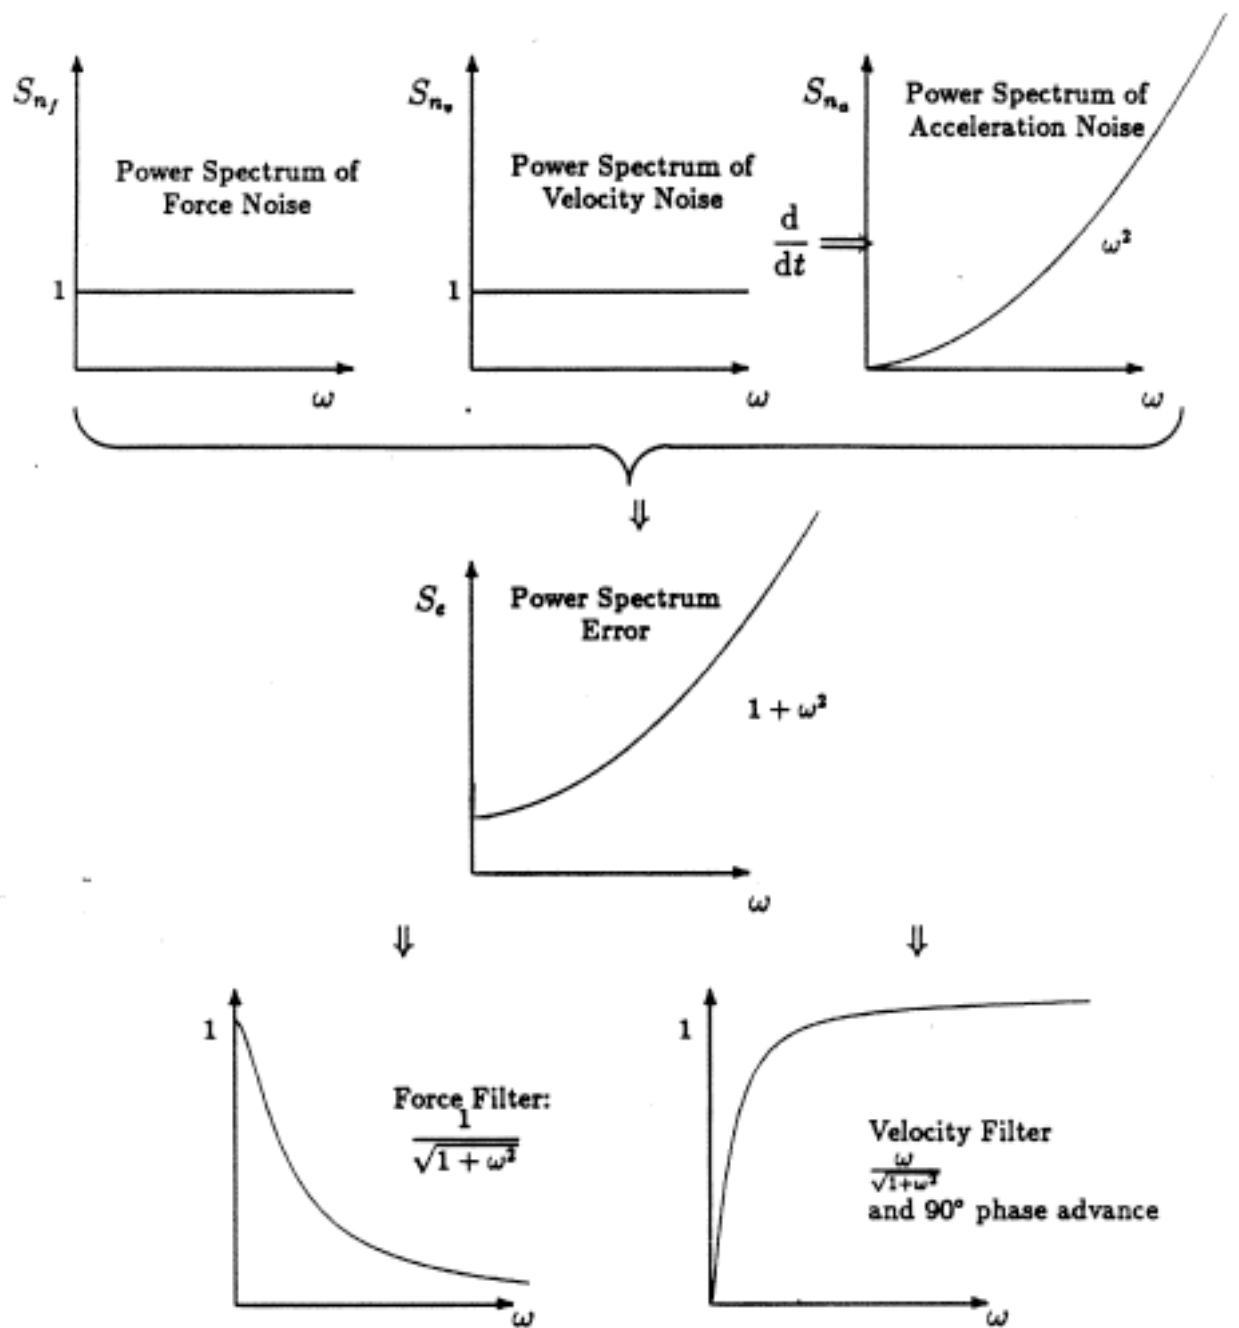 S_{n_f}
Power Spectrum of
Force Noise
1
ω
S_{n_v}
Power Spectrum of
Velocity Noise
1
ω
d
dt
⇒
S_{n_a}
Power Spectrum of
Acceleration Noise
ω²
ω
⇓
S_e
Power Spectrum
Error
1 + ω²
ω
⇓
⇓
1
Force Filter:
1
√1 + ω²
ω
1
Velocity Filter
ω
√1+ω²
and 90° phase advance
ω